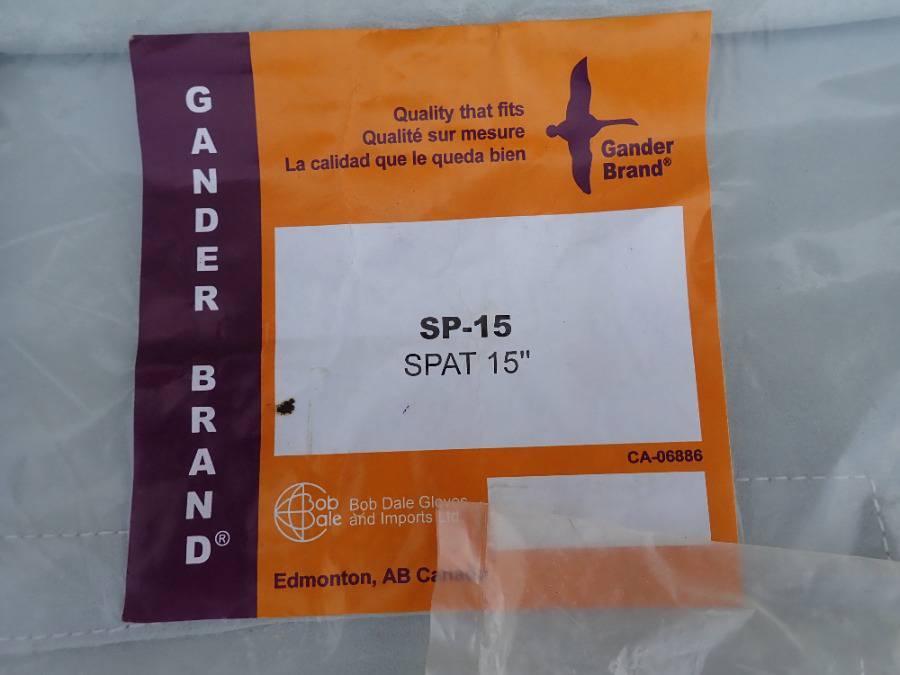 GANDER BRAND®
Quality that fits
Qualité sur mesure
La calidad que le queda bien
Gander
Brand®
SP-15
SPAT 15"
CA-06886
Bob
Dale
Bob Dale Gloves
and Imports Ltd.
Edmonton, AB Canada